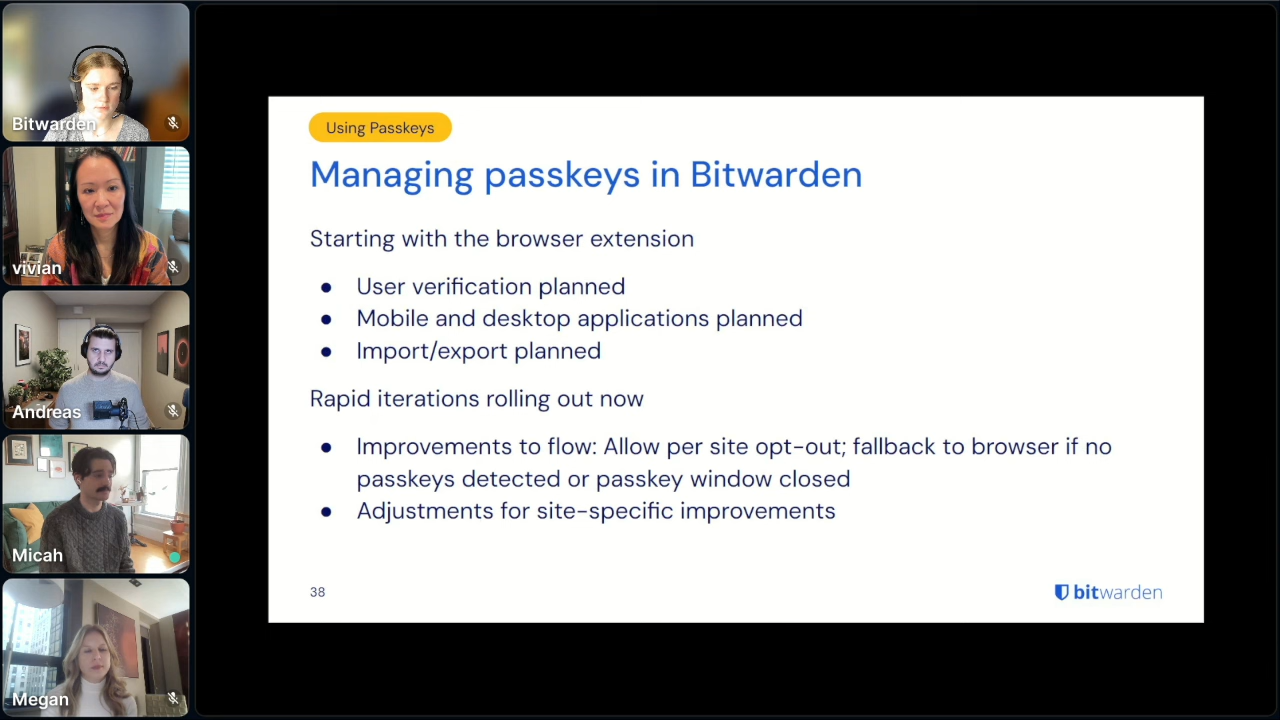 Bitwarden
vivian
Andreas
Micah
Megan
Using Passkeys
Managing passkeys in Bitwarden
Starting with the browser extension
● User verification planned
● Mobile and desktop applications planned
● Import/export planned
Rapid iterations rolling out now
● Improvements to flow: Allow per site opt-out; fallback to browser if no
passkeys detected or passkey window closed
● Adjustments for site-specific improvements
38
bitwarden